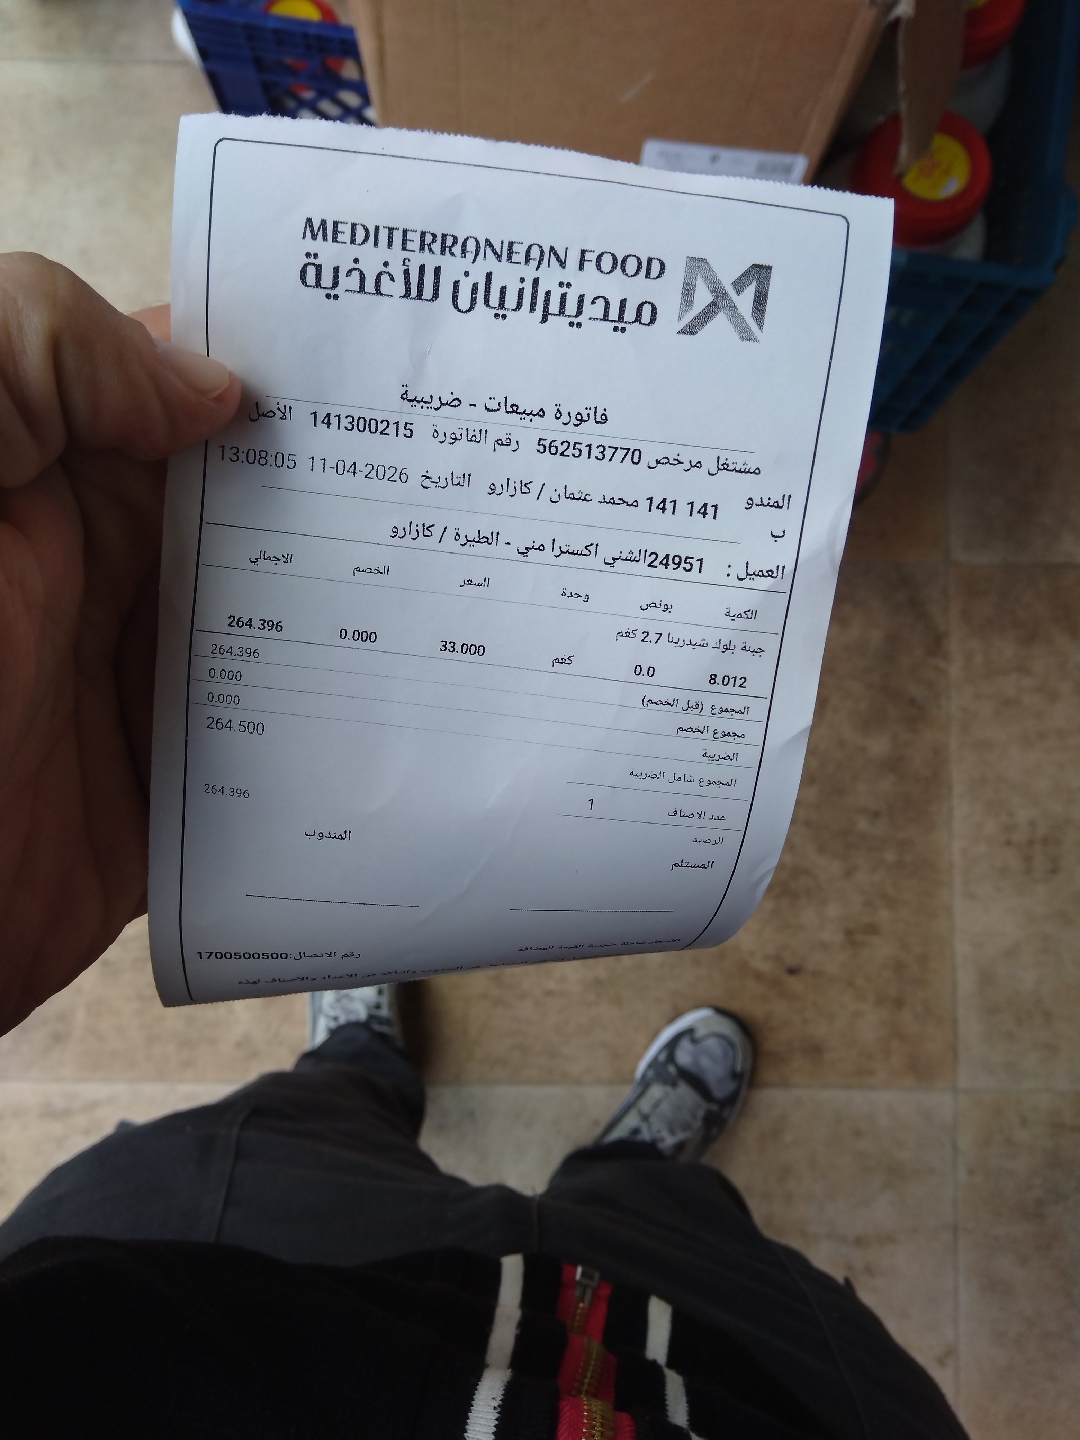 MEDITERRANEAN FOOD
ميديترانيان للأغذية
فاتورة مبيعات - ضريبية
مشتغل مرخص 562513770 رقم الفاتورة 141300215 الأصل
المندوب 141 141 محمد عثمان / كازارو التاريخ 11-04-2026 13:08:05
العميل : 24951الشني اكسترا مني - الطيرة / كازارو
الكمية بونص وحدة السعر الخصم الاجمالي
جبنة بلوك شيدرينا 2.7 كغم
8.012 0.0 كغم 33.000 0.000 264.396
المجموع (قبل الخصم) 264.396
مجموع الخصم 0.000
الضريبة 0.000
المجموع شامل الضريبة 264.500
عدد الاصناف 1
الرصيد 264.396
المستلم المندوب
رقم الاتصال:1700500500